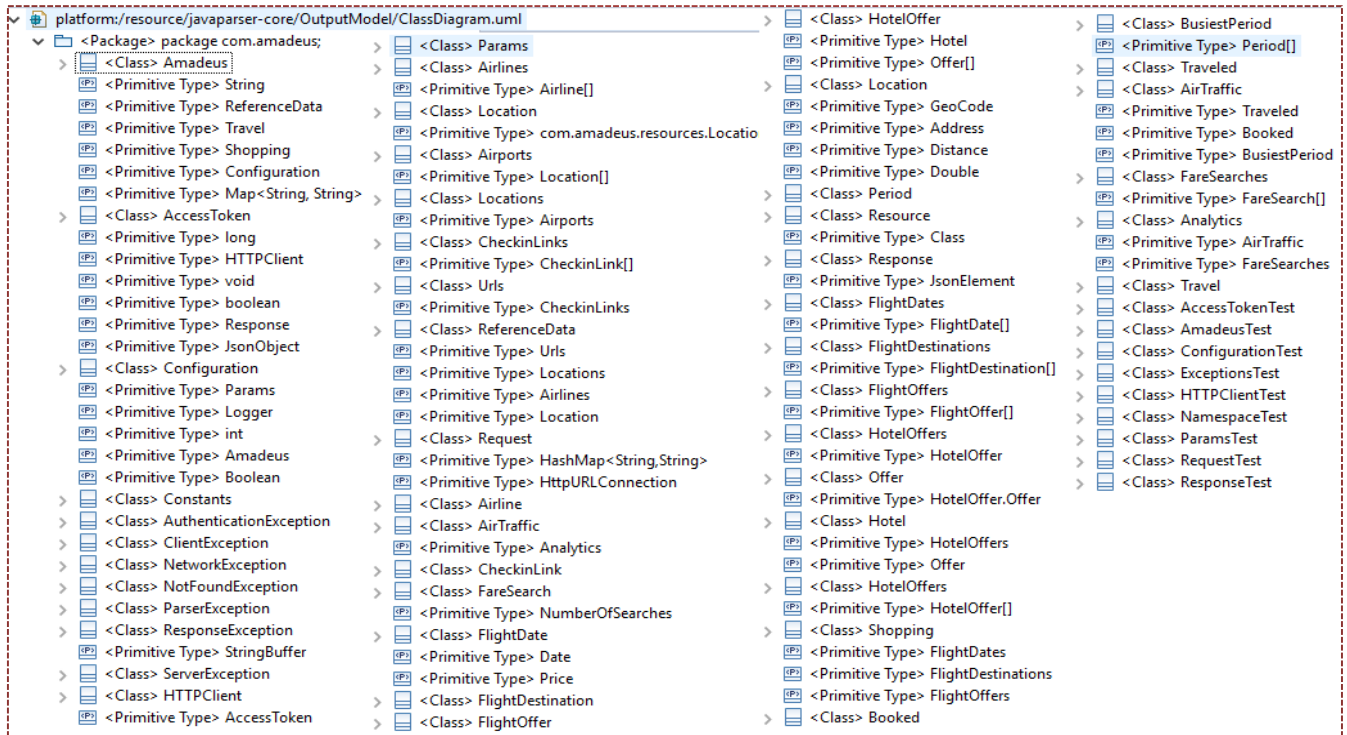 platform:/resource/javaparser-core/OutputModel/ClassDiagram.uml
<Package> package com.amadeus;
<Class> Amadeus
<Primitive Type> String
<Primitive Type> ReferenceData
<Primitive Type> Travel
<Primitive Type> Shopping
<Primitive Type> Configuration
<Primitive Type> Map<String, String>
<Class> AccessToken
<Primitive Type> long
<Primitive Type> HTTPClient
<Primitive Type> void
<Primitive Type> boolean
<Primitive Type> Response
<Primitive Type> JsonObject
<Class> Configuration
<Primitive Type> Params
<Primitive Type> Logger
<Primitive Type> int
<Primitive Type> Amadeus
<Primitive Type> Boolean
<Class> Constants
<Class> AuthenticationException
<Class> ClientException
<Class> NetworkException
<Class> NotFoundException
<Class> ParserException
<Class> ResponseException
<Primitive Type> StringBuffer
<Class> ServerException
<Class> HTTPClient
<Primitive Type> AccessToken
<Class> Params
<Class> Airlines
<Primitive Type> Airline[]
<Class> Location
<Primitive Type> com.amadeus.resources.Locatio
<Class> Airports
<Primitive Type> Location[]
<Class> Locations
<Primitive Type> Airports
<Class> CheckinLinks
<Primitive Type> CheckinLink[]
<Class> Urls
<Primitive Type> CheckinLinks
<Class> ReferenceData
<Primitive Type> Urls
<Primitive Type> Locations
<Primitive Type> Airlines
<Primitive Type> Location
<Class> Request
<Primitive Type> HashMap<String,String>
<Primitive Type> HttpURLConnection
<Class> Airline
<Class> AirTraffic
<Primitive Type> Analytics
<Class> CheckinLink
<Class> FareSearch
<Primitive Type> NumberOfSearches
<Class> FlightDate
<Primitive Type> Date
<Primitive Type> Price
<Class> FlightDestination
<Class> FlightOffer
<Class> HotelOffer
<Primitive Type> Hotel
<Primitive Type> Offer[]
<Class> Location
<Primitive Type> GeoCode
<Primitive Type> Address
<Primitive Type> Distance
<Primitive Type> Double
<Class> Period
<Class> Resource
<Primitive Type> Class
<Class> Response
<Primitive Type> JsonElement
<Class> FlightDates
<Primitive Type> FlightDate[]
<Class> FlightDestinations
<Primitive Type> FlightDestination[]
<Class> FlightOffers
<Primitive Type> FlightOffer[]
<Class> HotelOffers
<Primitive Type> HotelOffer
<Class> Offer
<Primitive Type> HotelOffer.Offer
<Class> Hotel
<Primitive Type> HotelOffers
<Primitive Type> Offer
<Class> HotelOffers
<Primitive Type> HotelOffer[]
<Class> Shopping
<Primitive Type> FlightDates
<Primitive Type> FlightDestinations
<Primitive Type> FlightOffers
<Class> Booked
<Class> BusiestPeriod
<Primitive Type> Period[]
<Class> Traveled
<Class> AirTraffic
<Primitive Type> Traveled
<Primitive Type> Booked
<Primitive Type> BusiestPeriod
<Class> FareSearches
<Primitive Type> FareSearch[]
<Class> Analytics
<Primitive Type> AirTraffic
<Primitive Type> FareSearches
<Class> Travel
<Class> AccessTokenTest
<Class> AmadeusTest
<Class> ConfigurationTest
<Class> ExceptionsTest
<Class> HTTPClientTest
<Class> NamespaceTest
<Class> ParamsTest
<Class> RequestTest
<Class> ResponseTest